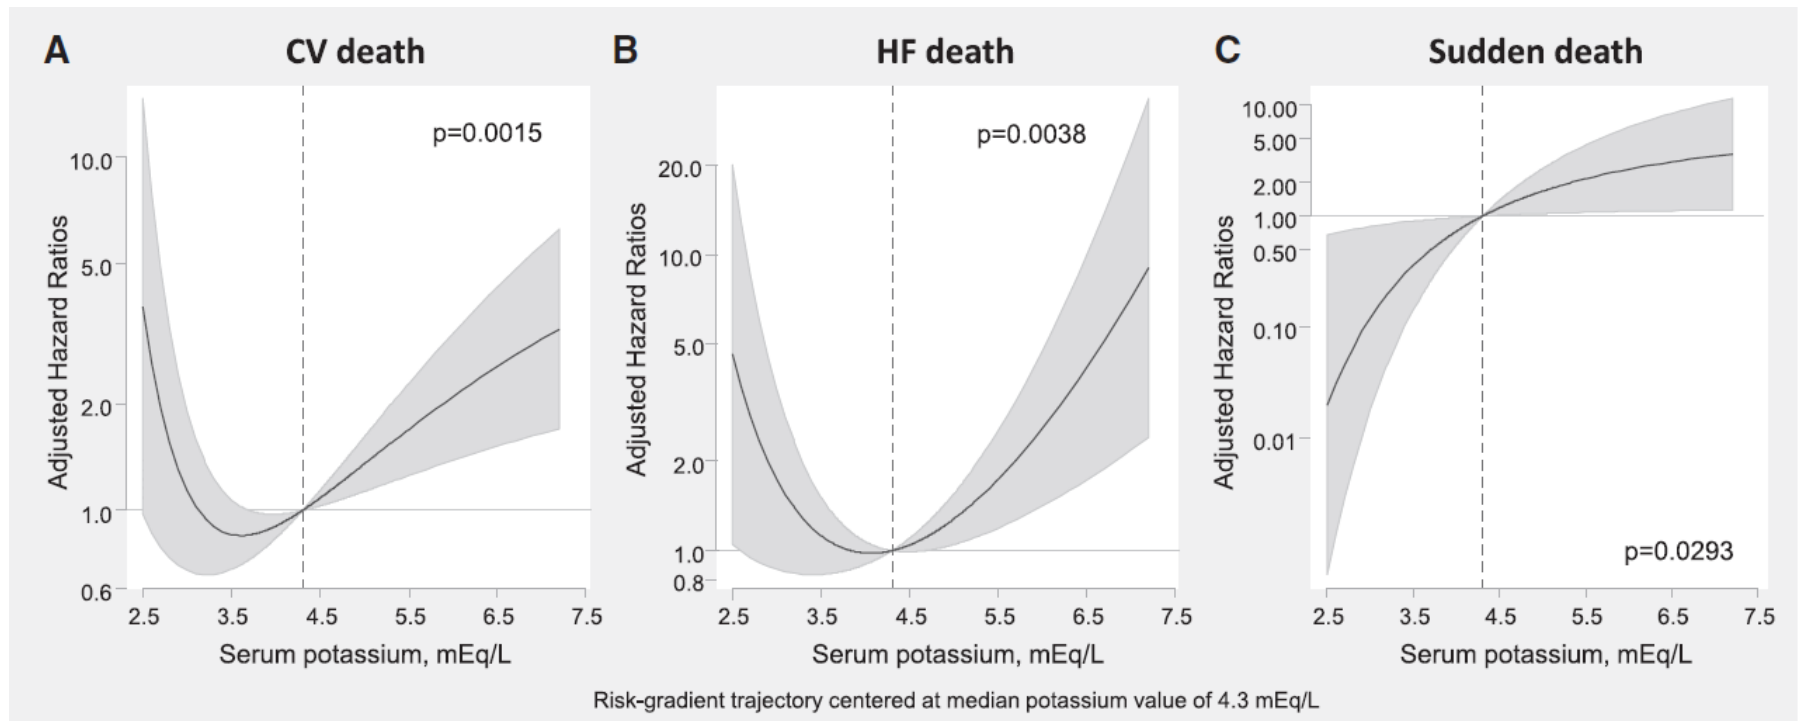 A CV death
p=0.0015
Adjusted Hazard Ratios
10.0
5.0
2.0
1.0
0.6
2.5 3.5 4.5 5.5 6.5 7.5
Serum potassium, mEq/L
B HF death
p=0.0038
Adjusted Hazard Ratios
20.0
10.0
5.0
2.0
1.0
0.8
2.5 3.5 4.5 5.5 6.5 7.5
Serum potassium, mEq/L
C Sudden death
Adjusted Hazard Ratios
10.00
5.00
2.00
1.00
0.50
0.10
0.01
p=0.0293
2.5 3.5 4.5 5.5 6.5 7.5
Serum potassium, mEq/L
Risk-gradient trajectory centered at median potassium value of 4.3 mEq/L